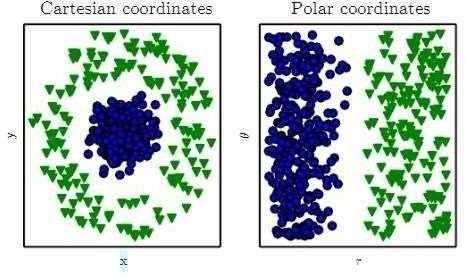 Cartesian coordinates
Polar coordinates
y
θ
x
r